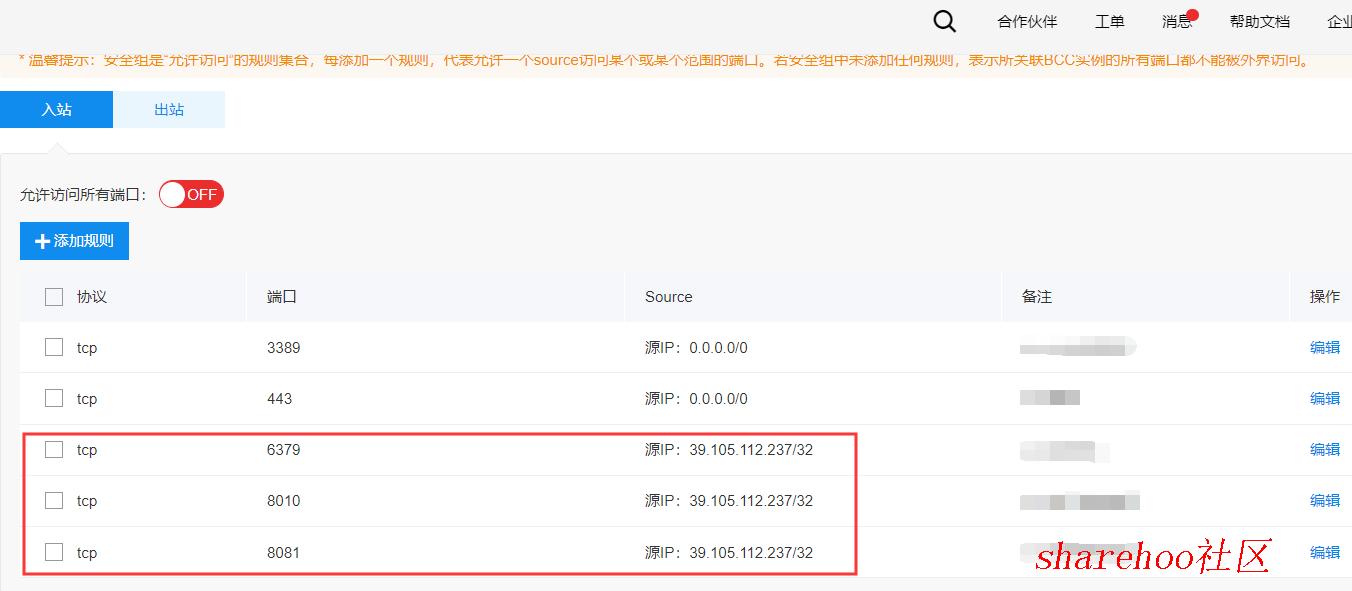 合作伙伴 工单 消息 帮助文档 企业
* 温馨提示：安全组是“允许访问”的规则集合，每添加一个规则，代表允许一个source访问某个或某个范围的端口。若安全组中未添加任何规则，表示所关联BCC实例的所有端口都不能被外界访问。
入站 出站
允许访问所有端口： OFF
添加规则
协议 端口 Source 备注 操作
tcp 3389 源IP：0.0.0.0/0 编辑
tcp 443 源IP：0.0.0.0/0 编辑
tcp 6379 源IP：39.105.112.237/32 编辑
tcp 8010 源IP：39.105.112.237/32 编辑
tcp 8081 源IP：39.105.112.237/32 编辑
sharehoo社区